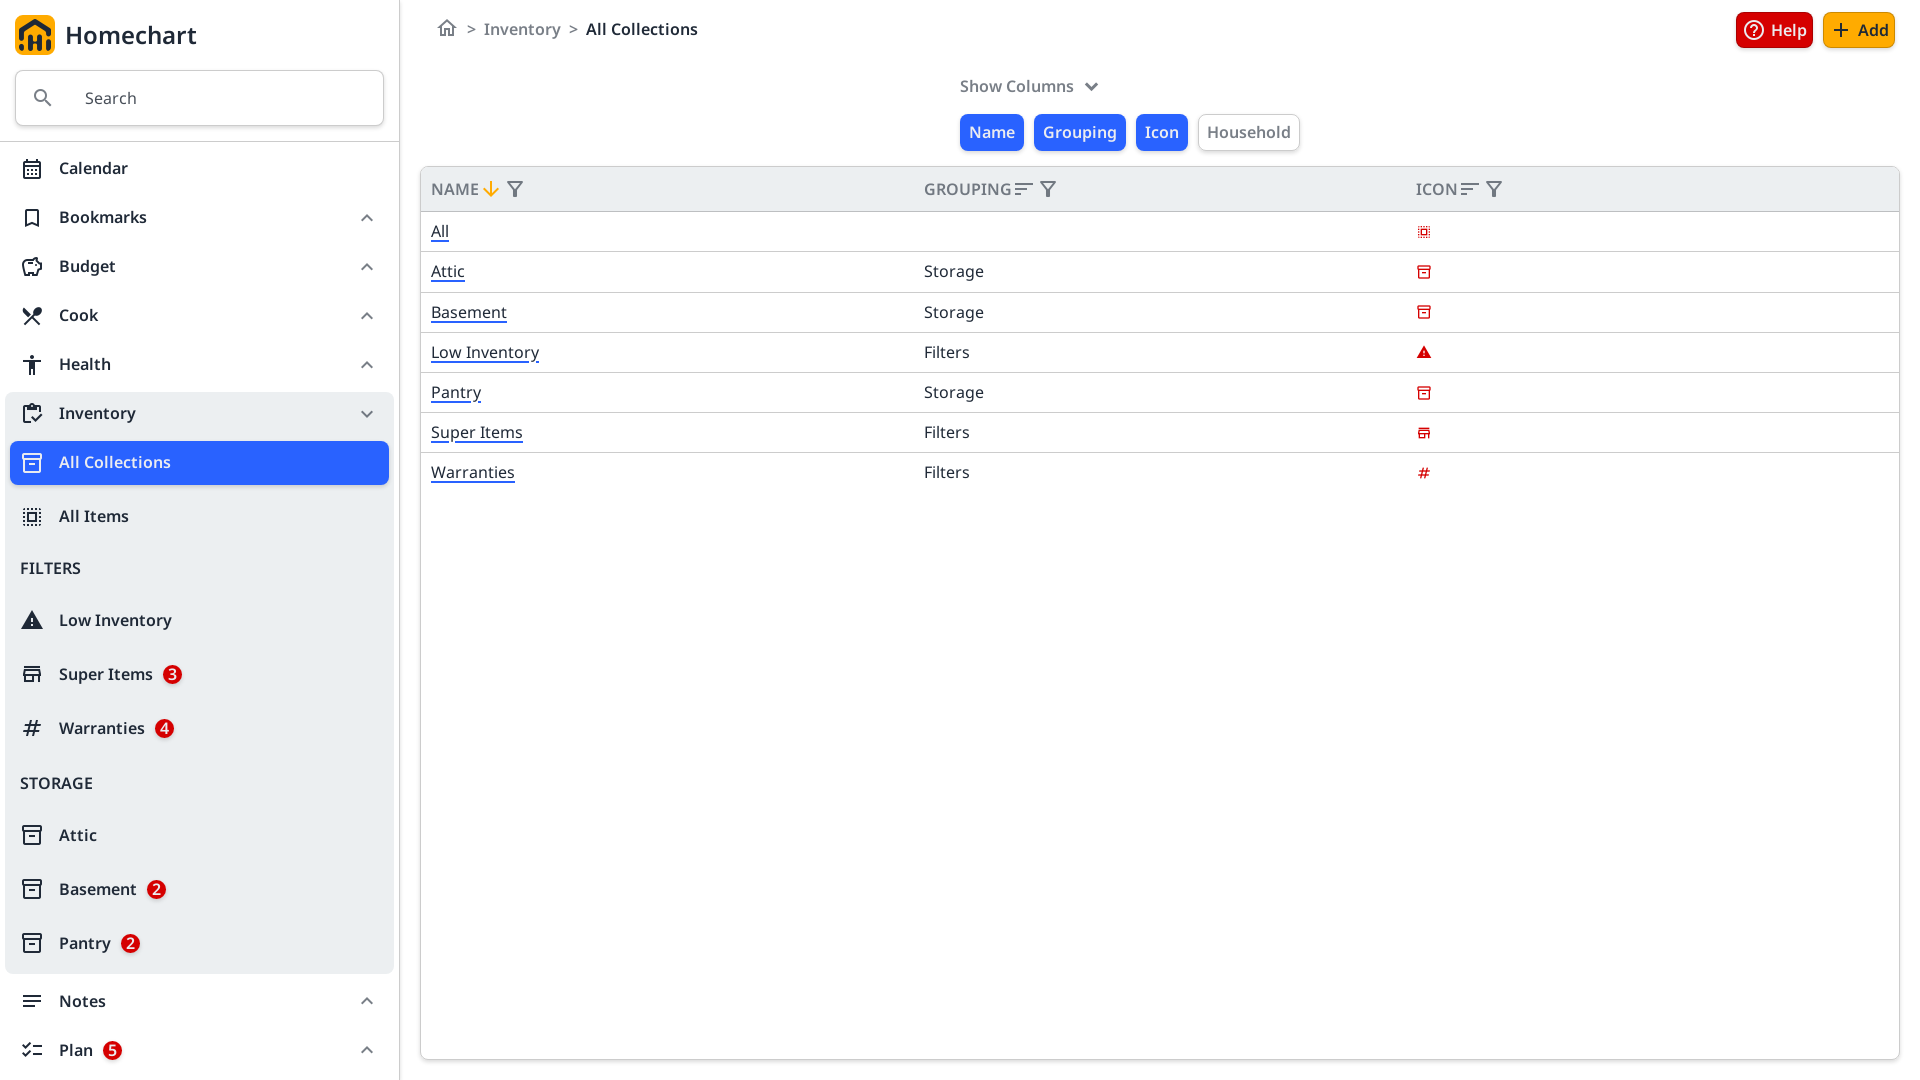 Homechart
Search
Calendar
Bookmarks
Budget
Cook
Health
Inventory
All Collections
All Items
FILTERS
Low Inventory
Super Items 3
Warranties 4
STORAGE
Attic
Basement 2
Pantry 2
Notes
Plan 5
> Inventory > All Collections
Help
Add
Show Columns
Name Grouping Icon Household
NAME GROUPING ICON
All
Attic Storage
Basement Storage
Low Inventory Filters
Pantry Storage
Super Items Filters
Warranties Filters